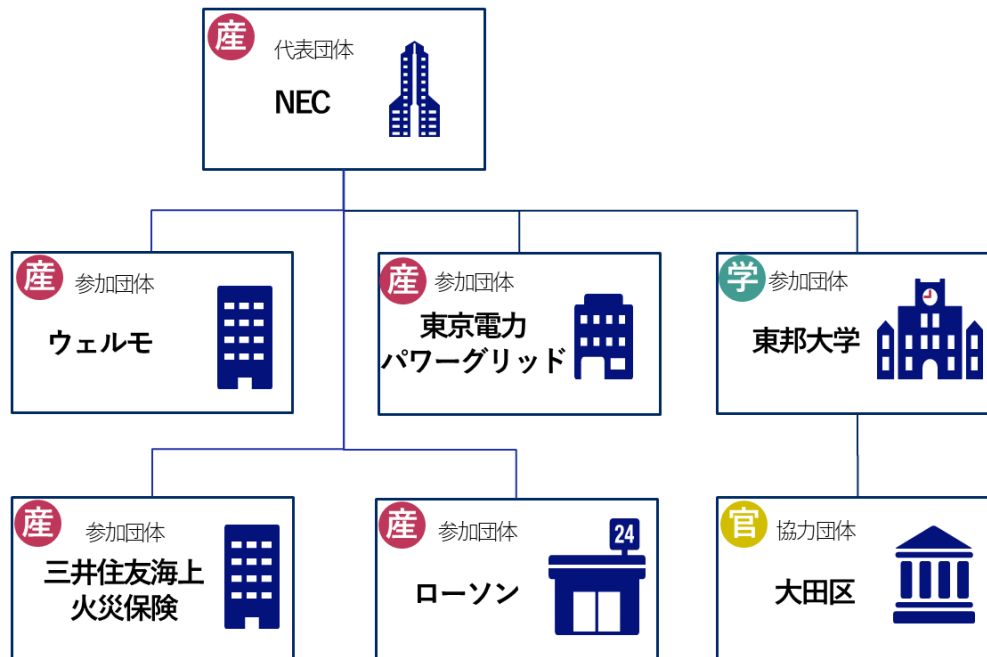 産
代表団体
NEC
産
参加団体
ウェルモ
産
参加団体
東京電力
パワーグリッド
学
参加団体
東邦大学
産
参加団体
三井住友海上
火災保険
産
参加団体
ローソン
24
官
協力団体
大田区